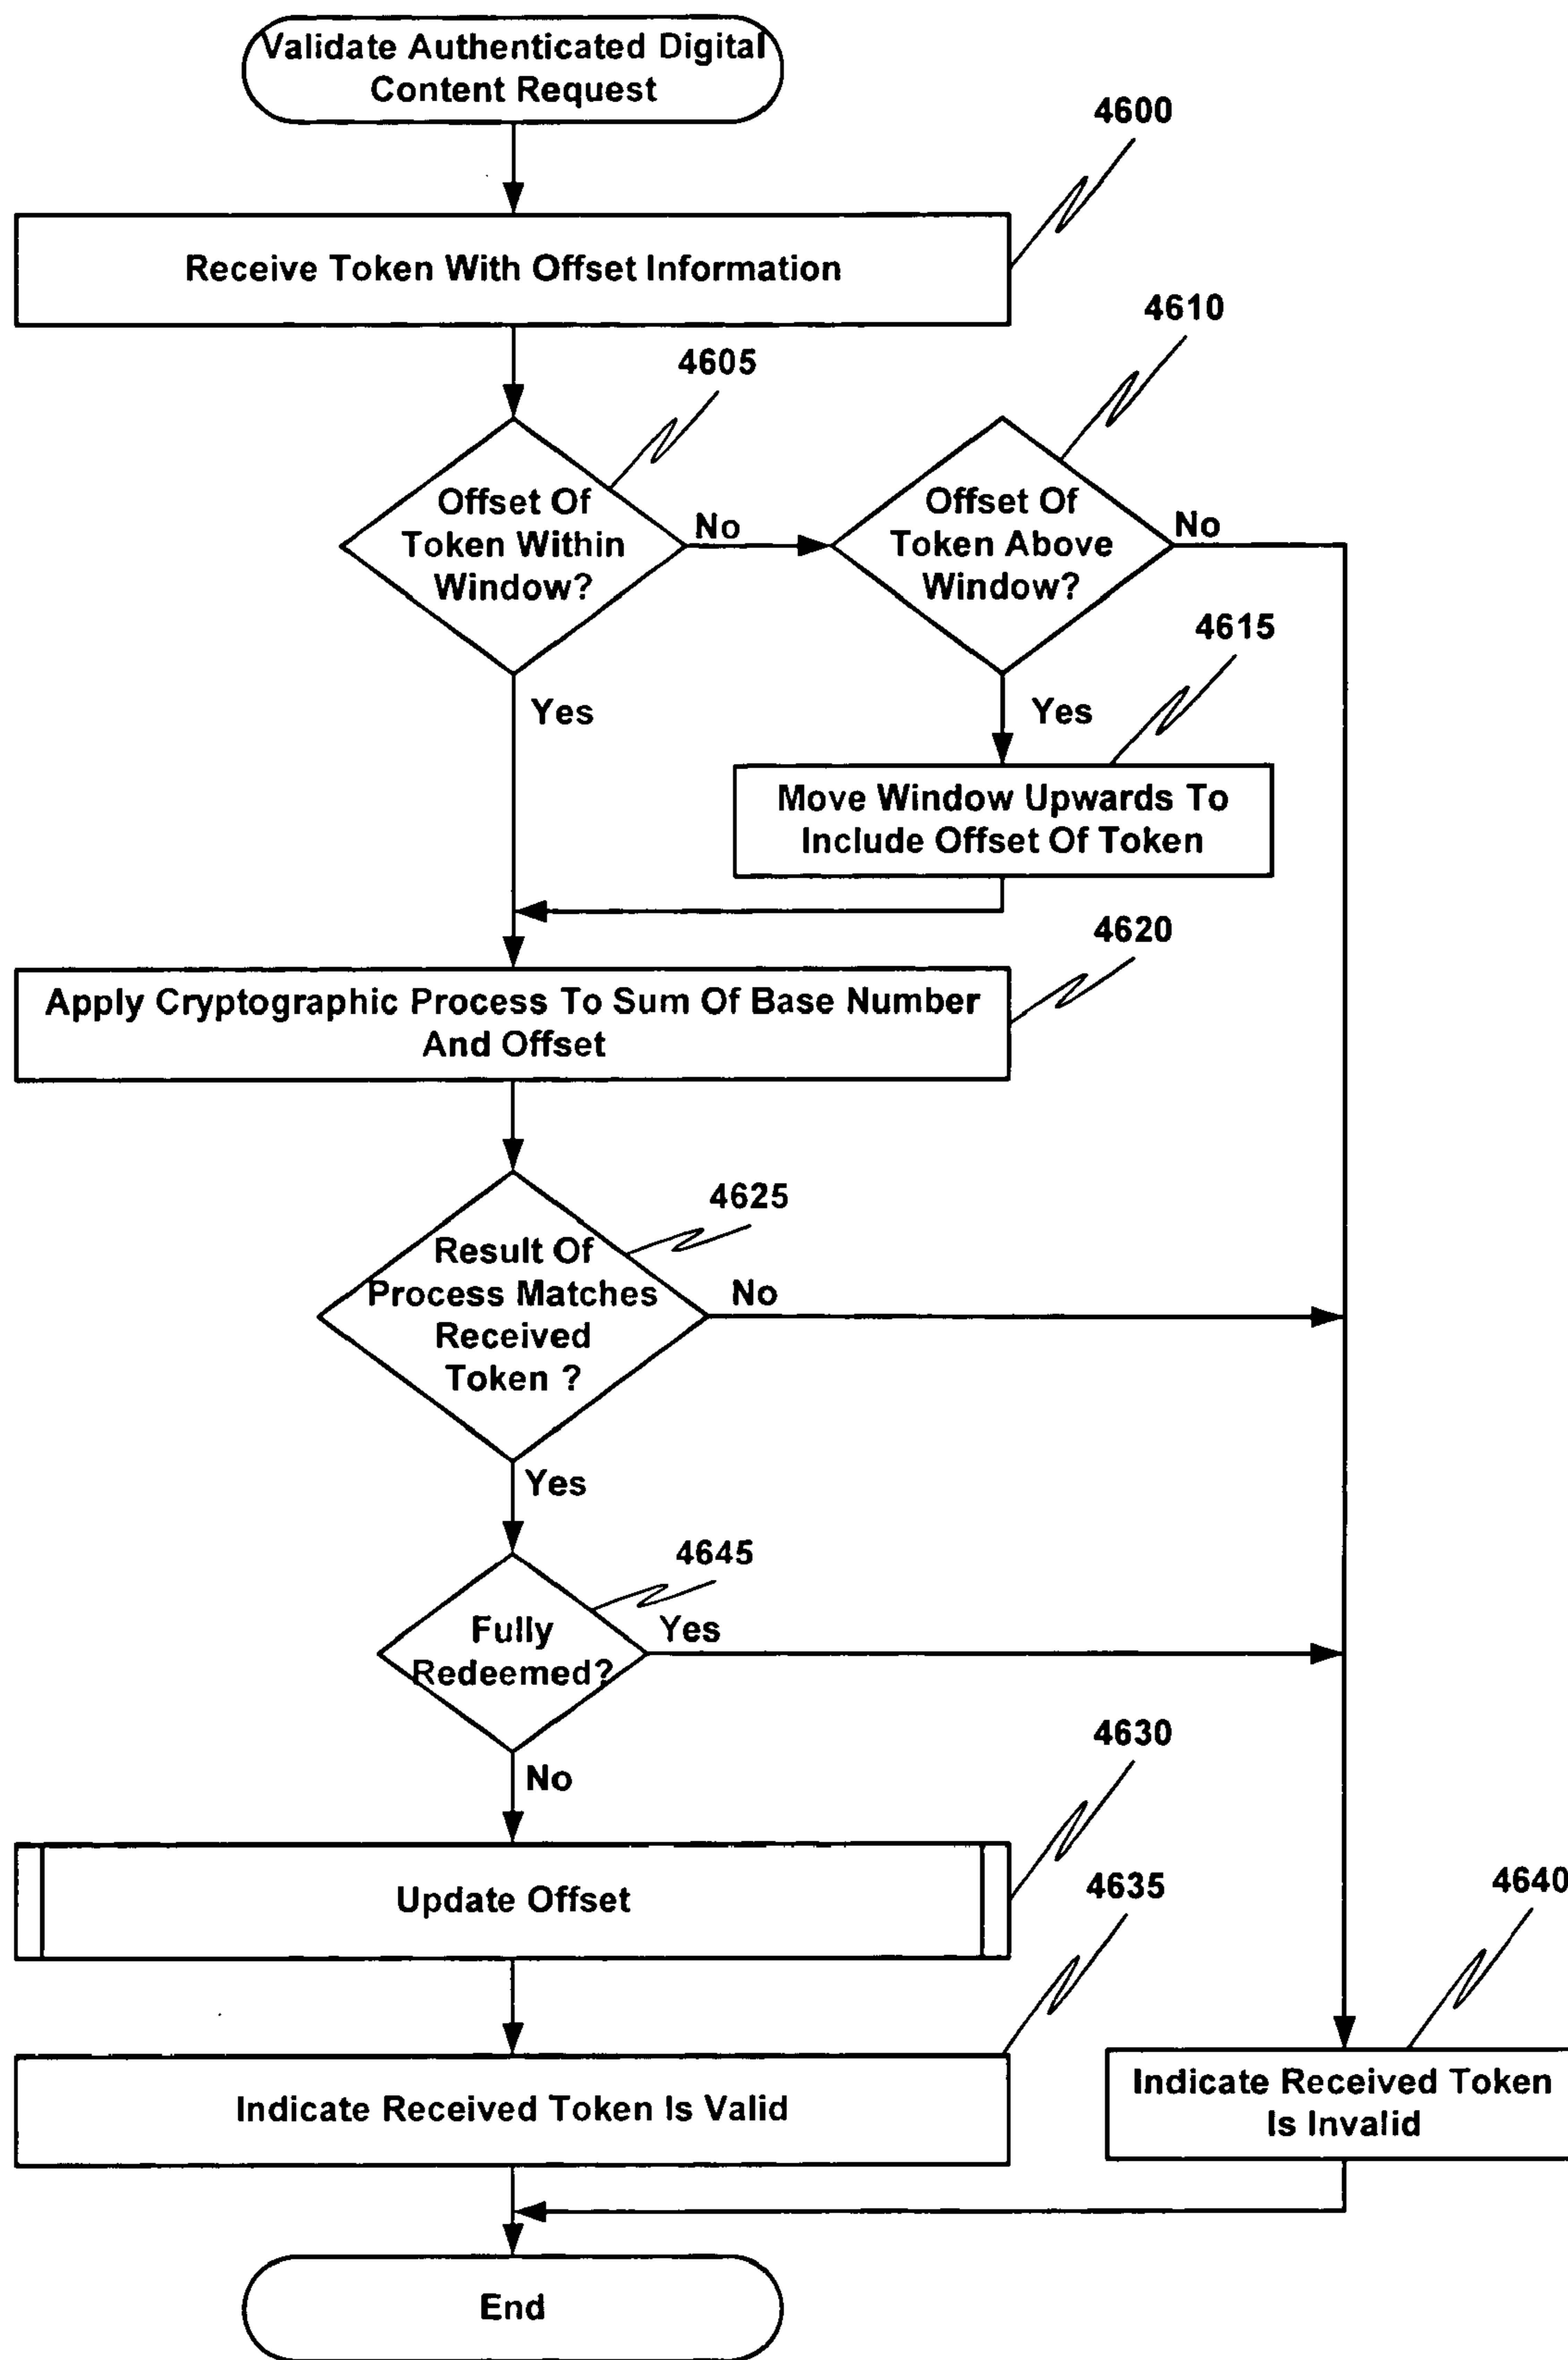 Validate Authenticated Digital
Content Request
4600
Receive Token With Offset Information
4610
4605
Offset Of
Token Within
Window?
No
Offset Of
Token Above
Window?
No
4615
Yes
Yes
Move Window Upwards To
Include Offset Of Token
4620
Apply Cryptographic Process To Sum Of Base Number
And Offset
4625
Result Of
Process Matches
Received
Token ?
No
Yes
4645
Fully
Redeemed?
Yes
No
4630
Update Offset
4635
4640
Indicate Received Token Is Valid
Indicate Received Token
Is Invalid
End